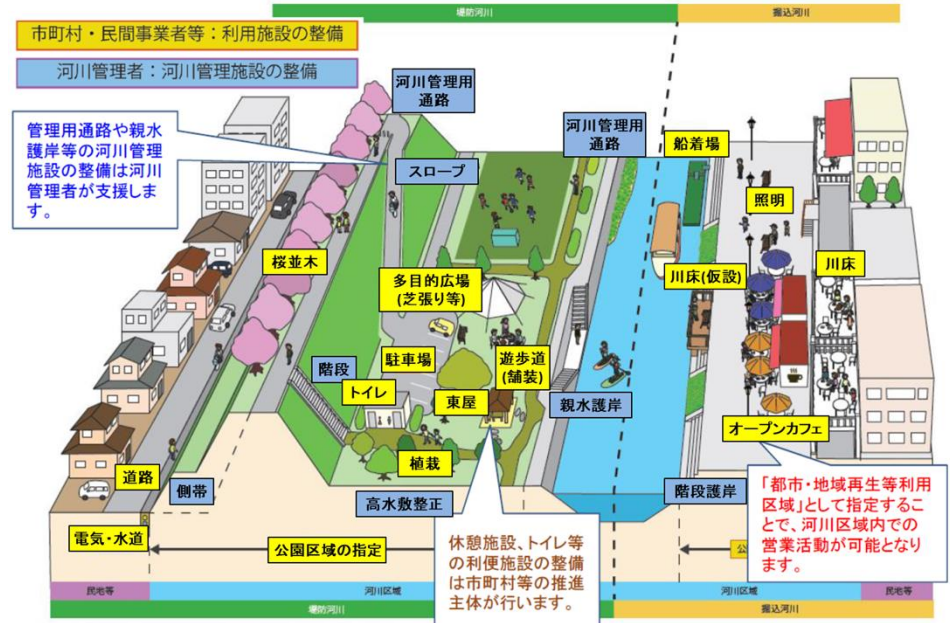 堤防河川
掘込河川
市町村・民間事業者等：利用施設の整備
河川管理者：河川管理施設の整備
河川管理用
通路
管理用通路や親水
護岸等の河川管理
施設の整備は河川
管理者が支援します。
スロープ
河川管理用
通路
船着場
照明
桜並木
多目的広場
(芝張り等)
川床(仮設)
川床
階段
駐車場
遊歩道
(舗装)
トイレ
東屋
親水護岸
オープンカフェ
植栽
道路
側帯
高水敷整正
階段護岸
電気・水道
公園区域の指定
休憩施設、トイレ等
の利便施設の整備
は市町村等の推進
主体が行います。
「都市・地域再生等利用
区域」として指定するこ
とで、河川区域内での
営業活動が可能となり
ます。
民地等
河川区域
河川区域
民地等
堤防河川
掘込河川